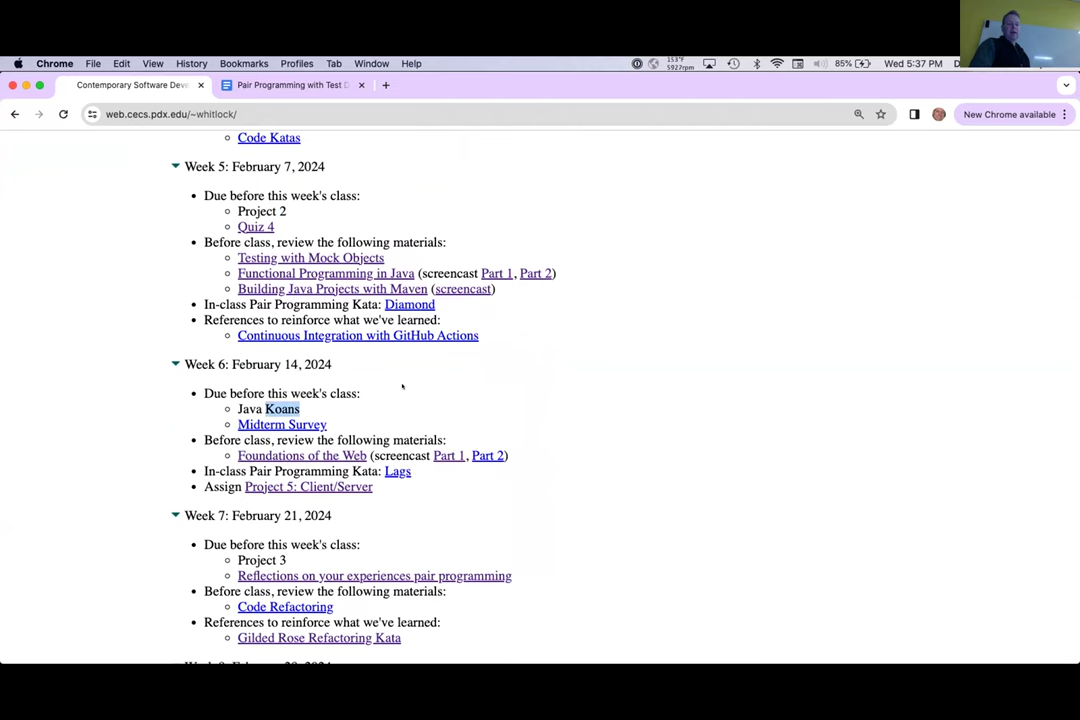 Chrome File Edit View History Bookmarks Profiles Tab Window Help 153°F 5927rpm 85% Wed 5:37 PM
Contemporary Software Deve Pair Programming with Test D
web.cecs.pdx.edu/~whitlock/ New Chrome available
Code Katas
Week 5: February 7, 2024
Due before this week's class:
Project 2
Quiz 4
Before class, review the following materials:
Testing with Mock Objects
Functional Programming in Java (screencast Part 1, Part 2)
Building Java Projects with Maven (screencast)
In-class Pair Programming Kata: Diamond
References to reinforce what we've learned:
Continuous Integration with GitHub Actions
Week 6: February 14, 2024
Due before this week's class:
Java Koans
Midterm Survey
Before class, review the following materials:
Foundations of the Web (screencast Part 1, Part 2)
In-class Pair Programming Kata: Lags
Assign Project 5: Client/Server
Week 7: February 21, 2024
Due before this week's class:
Project 3
Reflections on your experiences pair programming
Before class, review the following materials:
Code Refactoring
References to reinforce what we've learned:
Gilded Rose Refactoring Kata